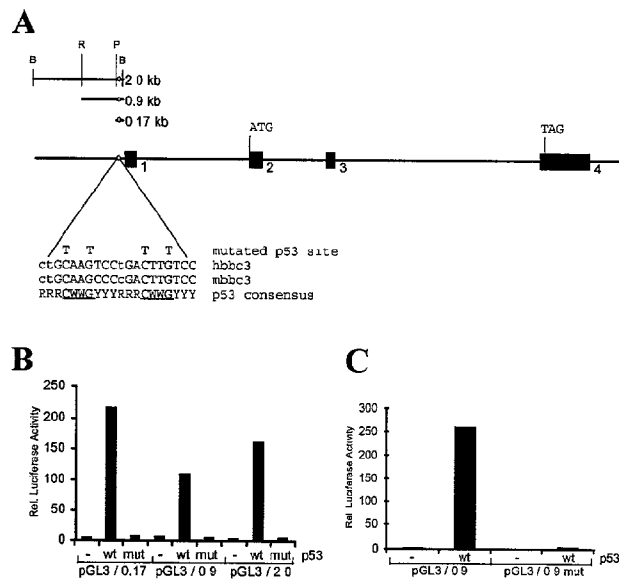 A
R P
B B
2 0 kb
0.9 kb
0 17 kb
ATG TAG
1 2 3 4
T T T T mutated p53 site
ctGCAAGTCCtGACTTGTCC hbbc3
ctGCAAGCCCcGACTTGTCC mbbc3
RRRCWWGYYYRRRCWWGYYY p53 consensus
B
Rel. Luciferase Activity
250
200
150
100
50
0
- wt mut - wt mut - wt mut p53
pGL3 / 0.17 pGL3 / 0 9 pGL3 / 2 0
C
Rel Luciferase Activity
300
250
200
150
100
50
0
- wt - wt p53
pGL3 / 0 9 pGL3 / 0 9 mut